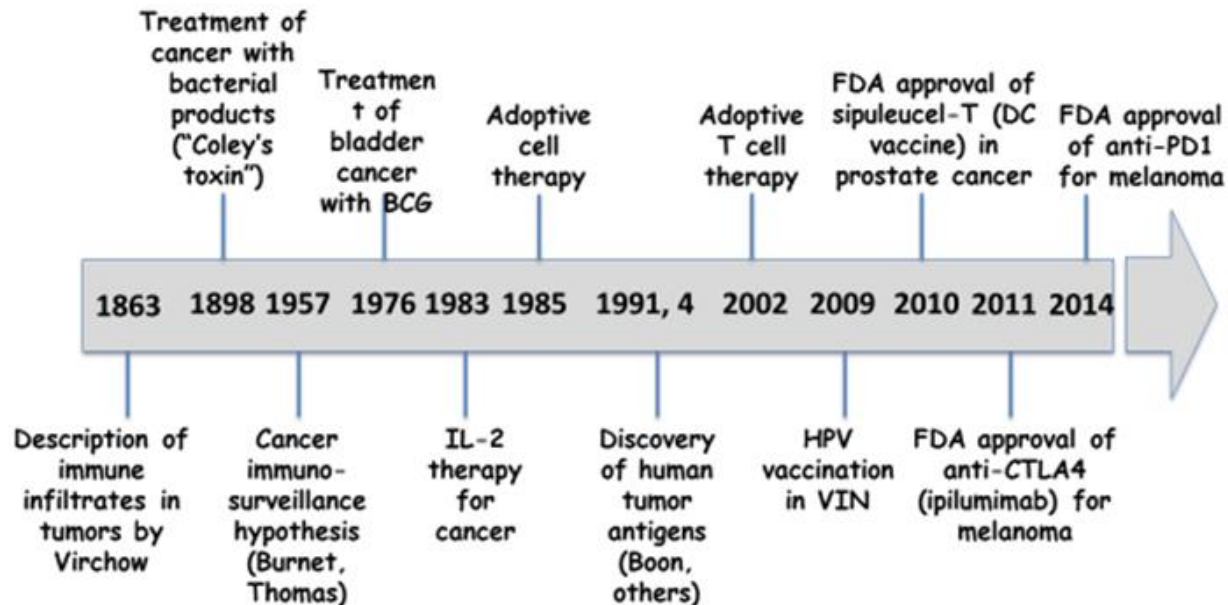 Treatment of
cancer with
bacterial
products
("Coley's
toxin")
Treatmen
t of
bladder
cancer
with BCG
Adoptive
cell
therapy
Adoptive
T cell
therapy
FDA approval of
sipuleucel-T (DC
vaccine) in
prostate cancer
FDA approval
of anti-PD1
for melanoma
1863 1898 1957 1976 1983 1985 1991, 4 2002 2009 2010 2011 2014
Description of
immune
infiltrates in
tumors by
Virchow
Cancer
immuno-
surveillance
hypothesis
(Burnet,
Thomas)
IL-2
therapy
for
cancer
Discovery
of human
tumor
antigens
(Boon,
others)
HPV
vaccination
in VIN
FDA approval of
anti-CTLA4
(ipilumimab) for
melanoma